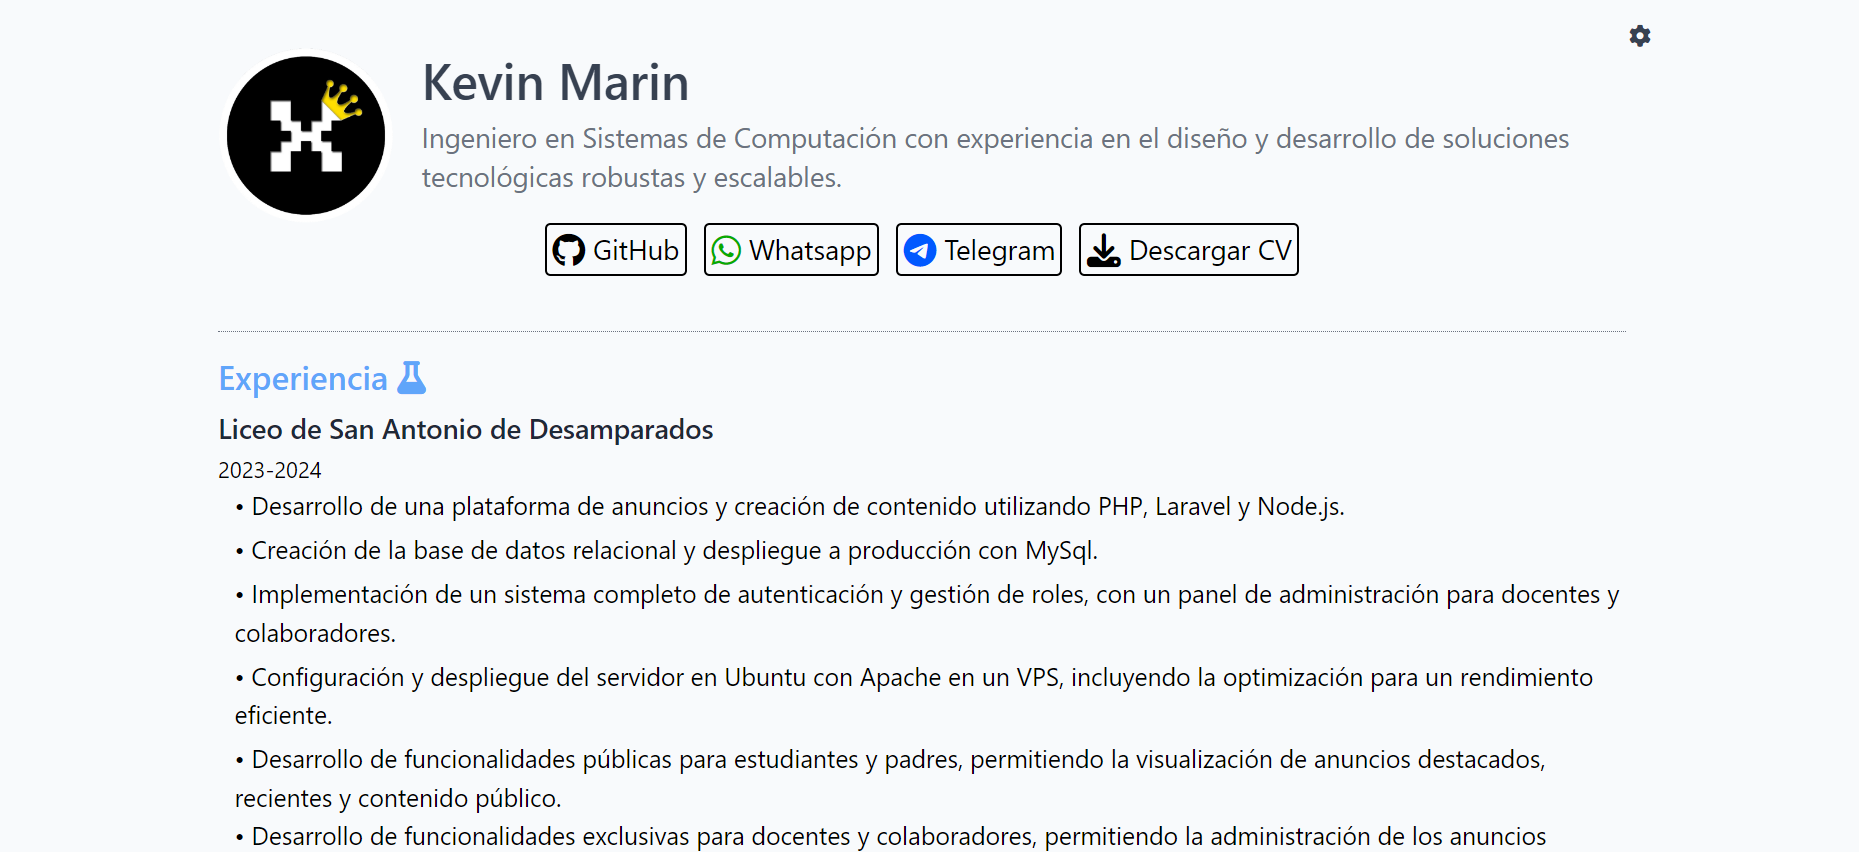 Kevin Marin
Ingeniero en Sistemas de Computación con experiencia en el diseño y desarrollo de soluciones
tecnológicas robustas y escalables.
GitHub Whatsapp Telegram Descargar CV
Experiencia
Liceo de San Antonio de Desamparados
2023-2024
• Desarrollo de una plataforma de anuncios y creación de contenido utilizando PHP, Laravel y Node.js.
• Creación de la base de datos relacional y despliegue a producción con MySql.
• Implementación de un sistema completo de autenticación y gestión de roles, con un panel de administración para docentes y
colaboradores.
• Configuración y despliegue del servidor en Ubuntu con Apache en un VPS, incluyendo la optimización para un rendimiento
eficiente.
• Desarrollo de funcionalidades públicas para estudiantes y padres, permitiendo la visualización de anuncios destacados,
recientes y contenido público.
• Desarrollo de funcionalidades exclusivas para docentes y colaboradores, permitiendo la administración de los anuncios